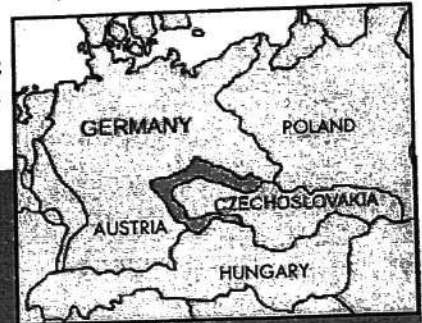 GERMANY
POLAND
CZECHOSLOVAKIA
AUSTRIA
HUNGARY